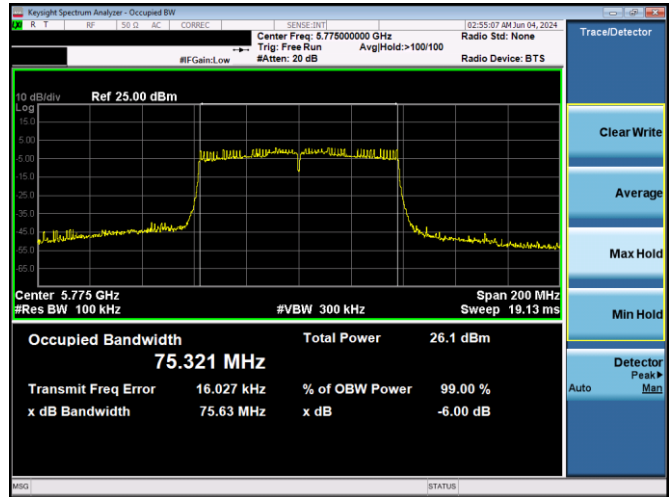 Keysight Spectrum Analyzer - Occupied BW
LXI R T RF 50 Ω AC CORREC SENSE:INT 02:55:07 AM Jun 04, 2024
Center Freq: 5.775000000 GHz Radio Std: None
Trig: Free Run Avg|Hold:>100/100
#IFGain:Low #Atten: 20 dB Radio Device: BTS
10 dB/div Ref 25.00 dBm
Log
15.0
5.00
-5.00
-15.0
-25.0
-35.0
-45.0
-55.0
-65.0
Center 5.775 GHz Span 200 MHz
#Res BW 100 kHz #VBW 300 kHz Sweep 19.13 ms
Occupied Bandwidth Total Power 26.1 dBm
75.321 MHz
Transmit Freq Error 16.027 kHz % of OBW Power 99.00 %
x dB Bandwidth 75.63 MHz x dB -6.00 dB
MSG STATUS
Trace/Detector
Clear Write
Average
Max Hold
Min Hold
Detector
Peak▶
Auto Man